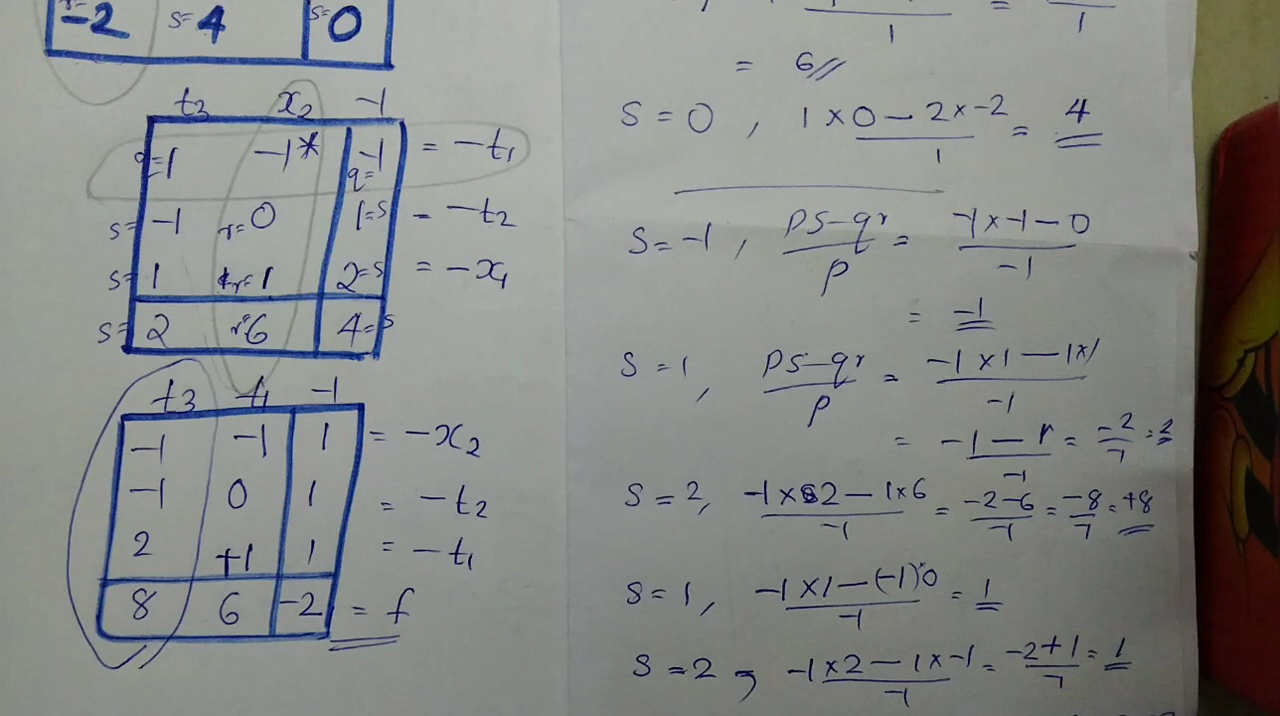 -2 s= 4 s= 0
t3 x2 -1
q=1 -1* -1 = -t1
q=
s= -1 r=0 1=s = -t2
s= 1 r=1 2=s = -x1
s= 2 r=6 4=s
t3 t1 -1
-1 -1 1 = -x2
-1 0 1 = -t2
2 +1 1 = -t1
8 6 -2 = f
1 = 1
= 6//
S = 0 , 1 x 0 - 2 x -2 = 4
1
S = -1 , ps-qr = -1 x -1 - 0
p -1
= -1
S = 1 , ps-qr = -1 x 1 - 1x1
p -1
= -1 - 1 = -2 = 2
-1 -1
S = 2, -1 x 2 - 1x6 = -2-6 = -8 = +8
-1 -1 -1
S = 1, -1 x 1 - (-1)x0 = 1
-1
S = 2 , -1 x 2 - 1 x -1 = -2+1 = 1
-1 -1